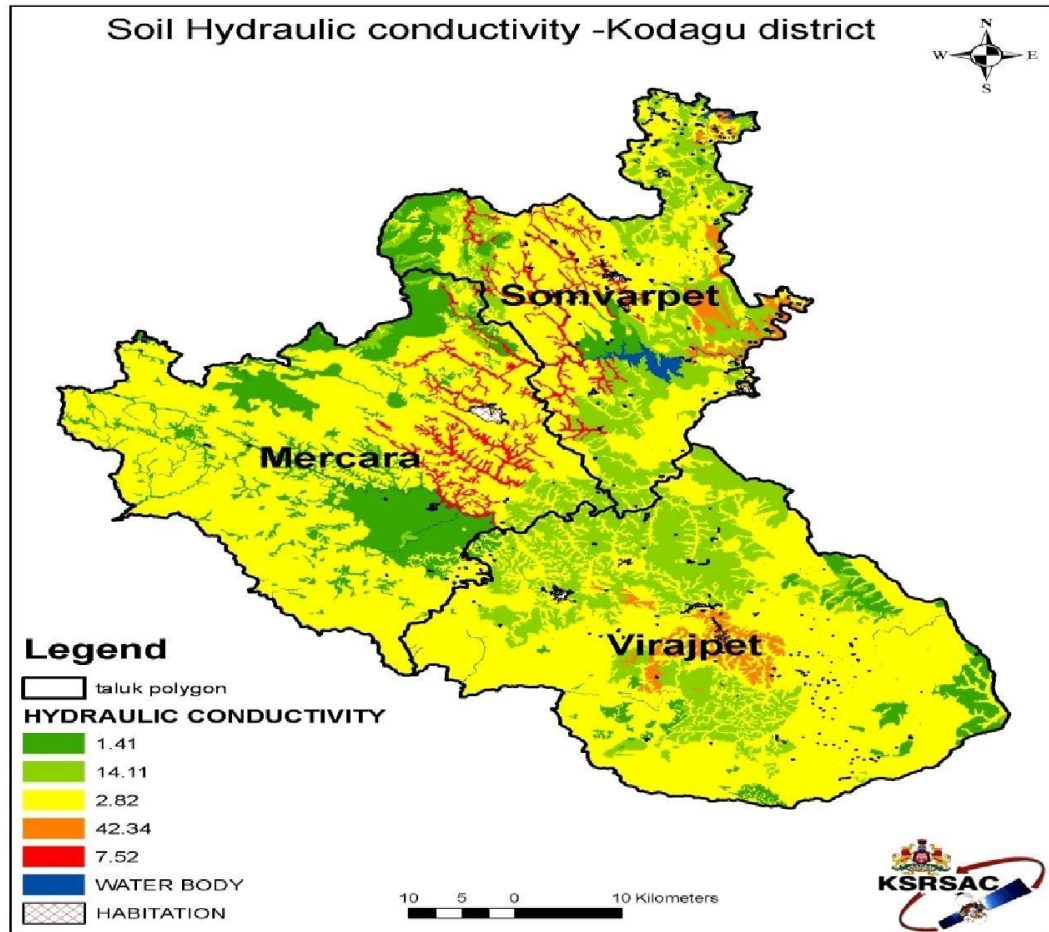 Soil Hydraulic conductivity -Kodagu district
N
W E
S
Somvarpet
Mercara
Virajpet
Legend
taluk polygon
HYDRAULIC CONDUCTIVITY
1.41
14.11
2.82
42.34
7.52
WATER BODY
HABITATION
10 5 0 10 Kilometers
KSRSAC